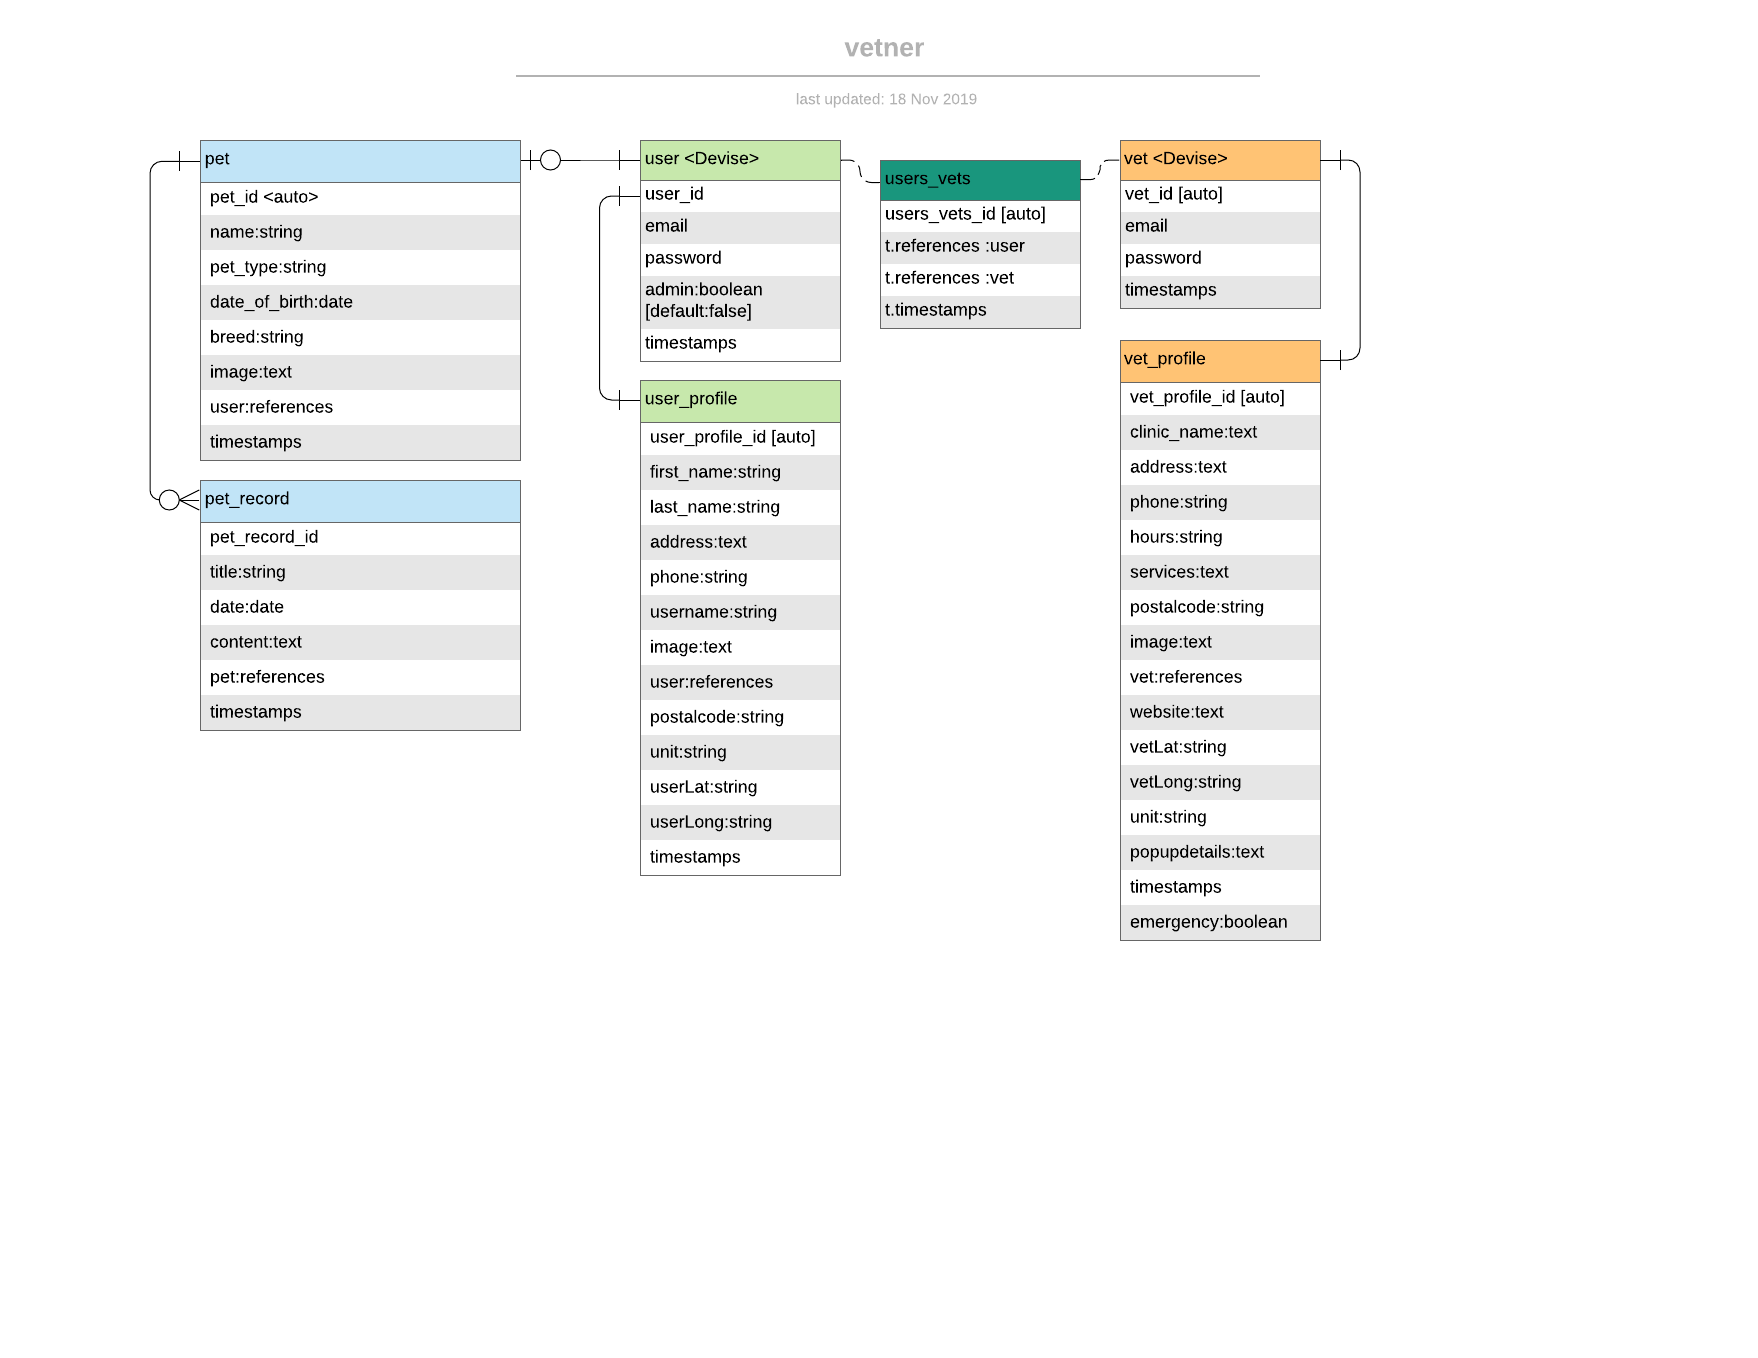 vetner
last updated: 18 Nov 2019
pet
pet_id <auto>
name:string
pet_type:string
date_of_birth:date
breed:string
image:text
user:references
timestamps
pet_record
pet_record_id
title:string
date:date
content:text
pet:references
timestamps
user <Devise>
user_id
email
password
admin:boolean
[default:false]
timestamps
user_profile
user_profile_id [auto]
first_name:string
last_name:string
address:text
phone:string
username:string
image:text
user:references
postalcode:string
unit:string
userLat:string
userLong:string
timestamps
users_vets
users_vets_id [auto]
t.references :user
t.references :vet
t.timestamps
vet <Devise>
vet_id [auto]
email
password
timestamps
vet_profile
vet_profile_id [auto]
clinic_name:text
address:text
phone:string
hours:string
services:text
postalcode:string
image:text
vet:references
website:text
vetLat:string
vetLong:string
unit:string
popupdetails:text
timestamps
emergency:boolean